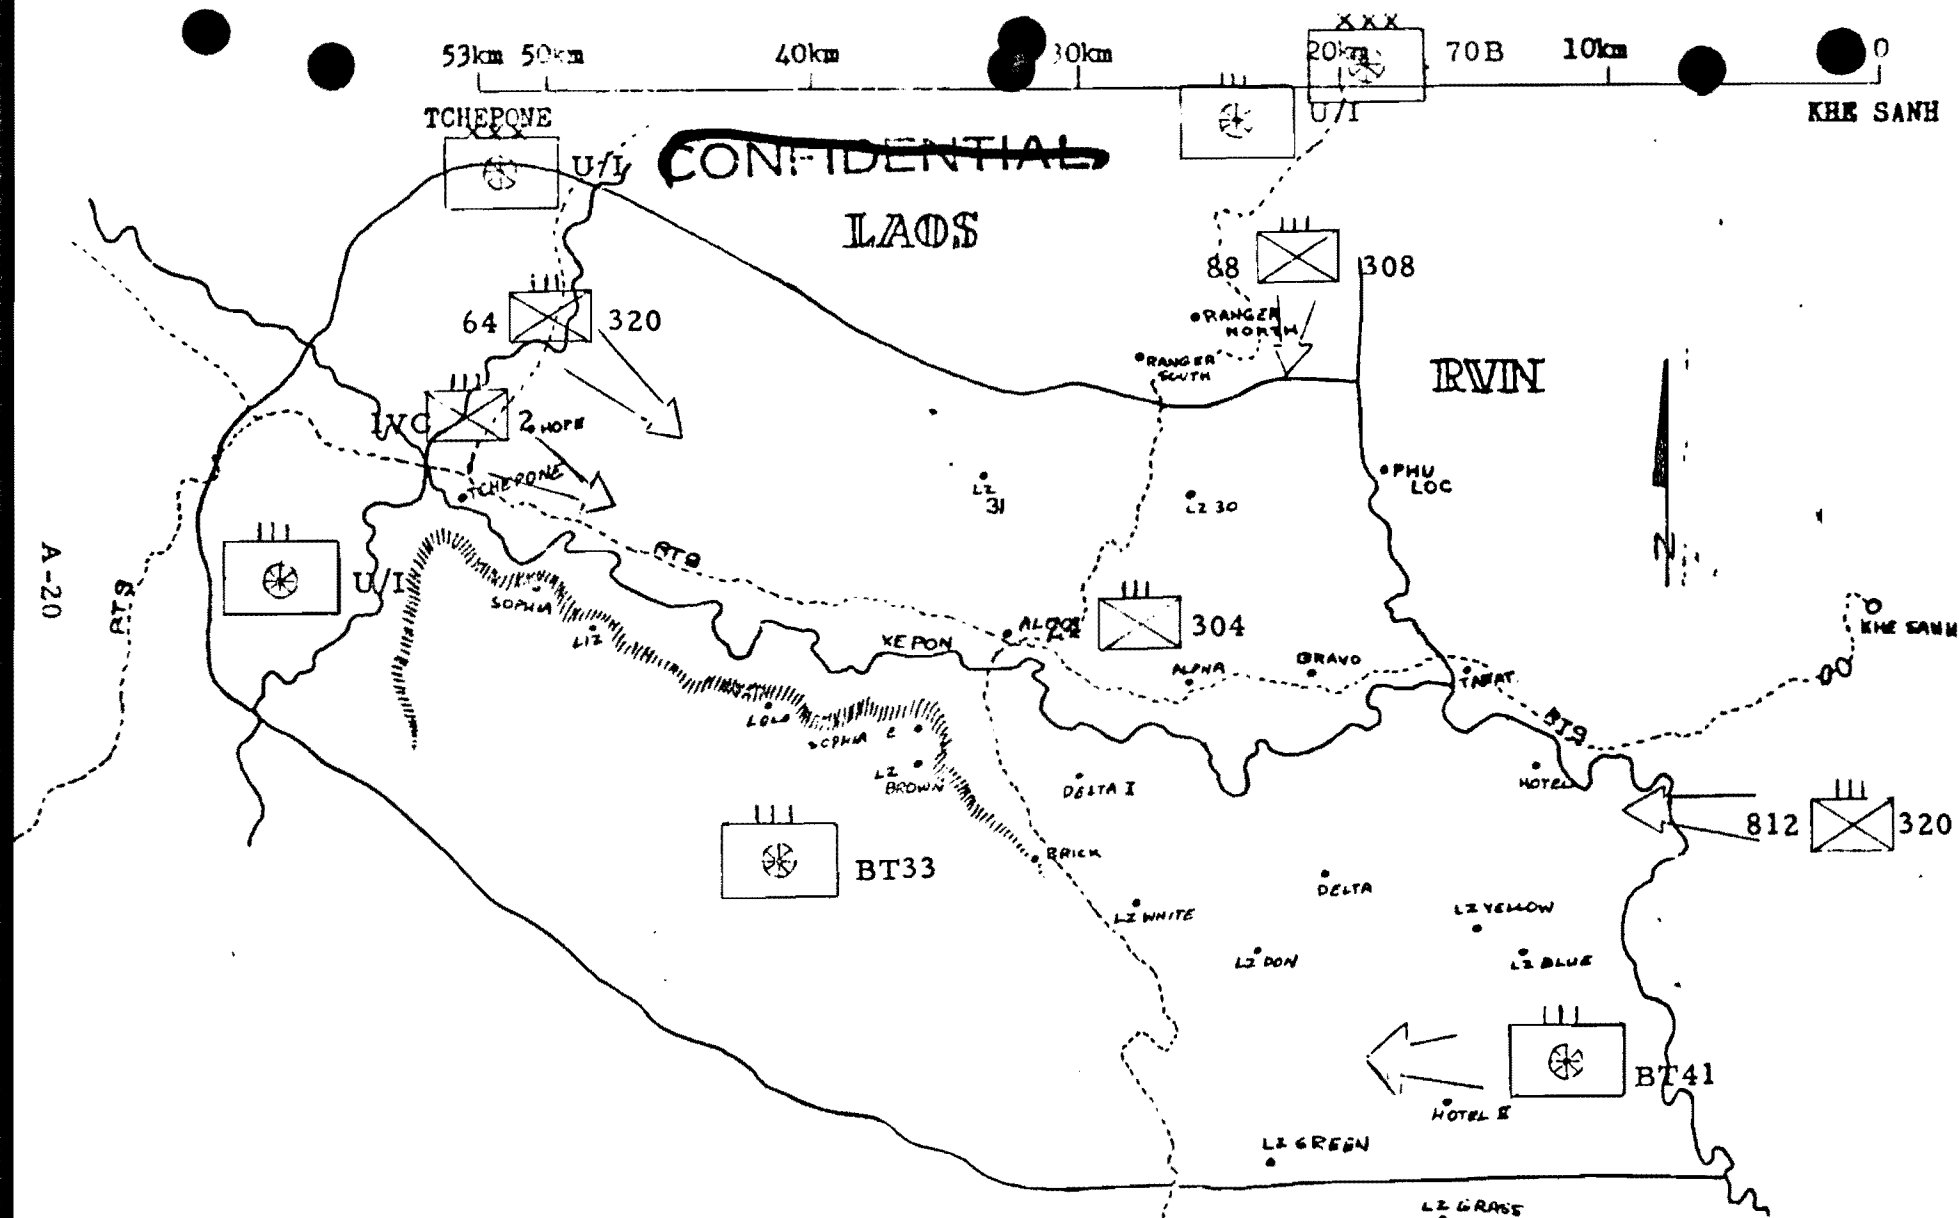 53km 50km 40km 30km 20km 10km 0
XXX
70B
U/I
KHE SANH
TCHEPONE
XXX
U/I
CONFIDENTIAL
LAOS
88 308
RANGER
NORTH
RANGER
SOUTH
64 320
RVN
2
HOPE
TCHEPONE
LZ
31
LZ 30
PHU
LOC
N
A-20
RT9
U/I
RT9
SOPHIA
LIZ
XE PON
304
ALPHA
BRAVO
TABAT
KHE SANH
RT9
LOLO
SOPHIA
LZ
BROWN
DELTA I
HOTEL
812 320
BT33
BRICK
DELTA
LZ WHITE
LZ YELLOW
LZ DON
LZ BLUE
BT41
HOTEL II
LZ GREEN
LZ GRASS